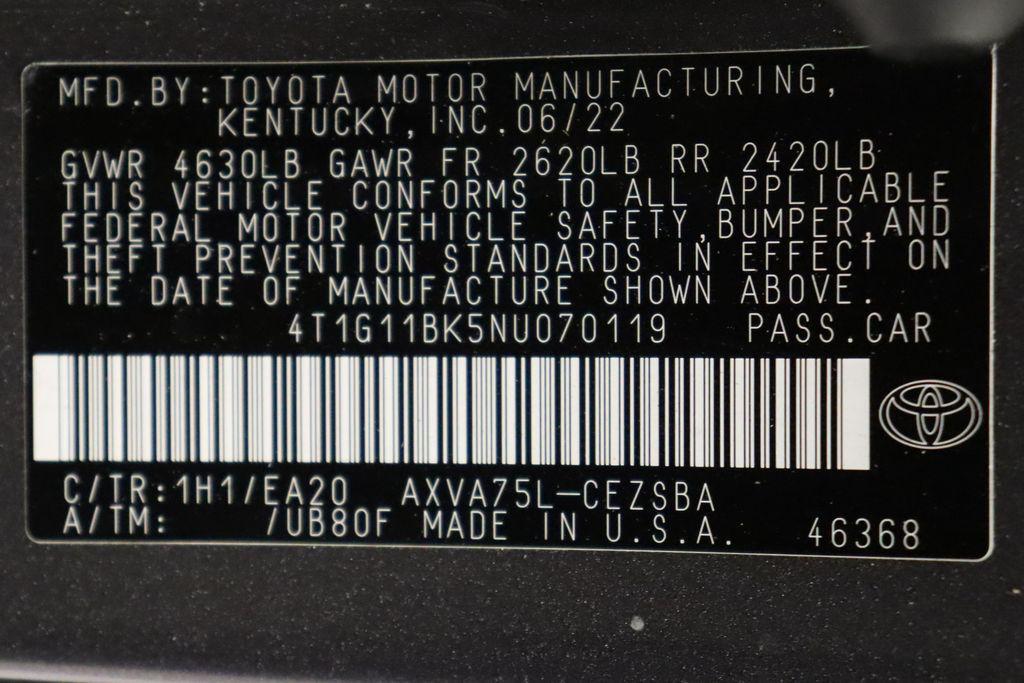 MFD.BY:TOYOTA MOTOR MANUFACTURING,
KENTUCKY,INC.06/22
GVWR 4630LB GAWR FR 2620LB RR 2420LB
THIS VEHICLE CONFORMS TO ALL APPLICABLE
FEDERAL MOTOR VEHICLE SAFETY,BUMPER,AND
THEFT PREVENTION STANDARDS IN EFFECT ON
THE DATE OF MANUFACTURE SHOWN ABOVE.
4T1G11BK5NU070119 PASS.CAR
C/TR:1H1/EA20 AXVA75L-CEZSBA
A/TM: /UB80F MADE IN U.S.A. 46368